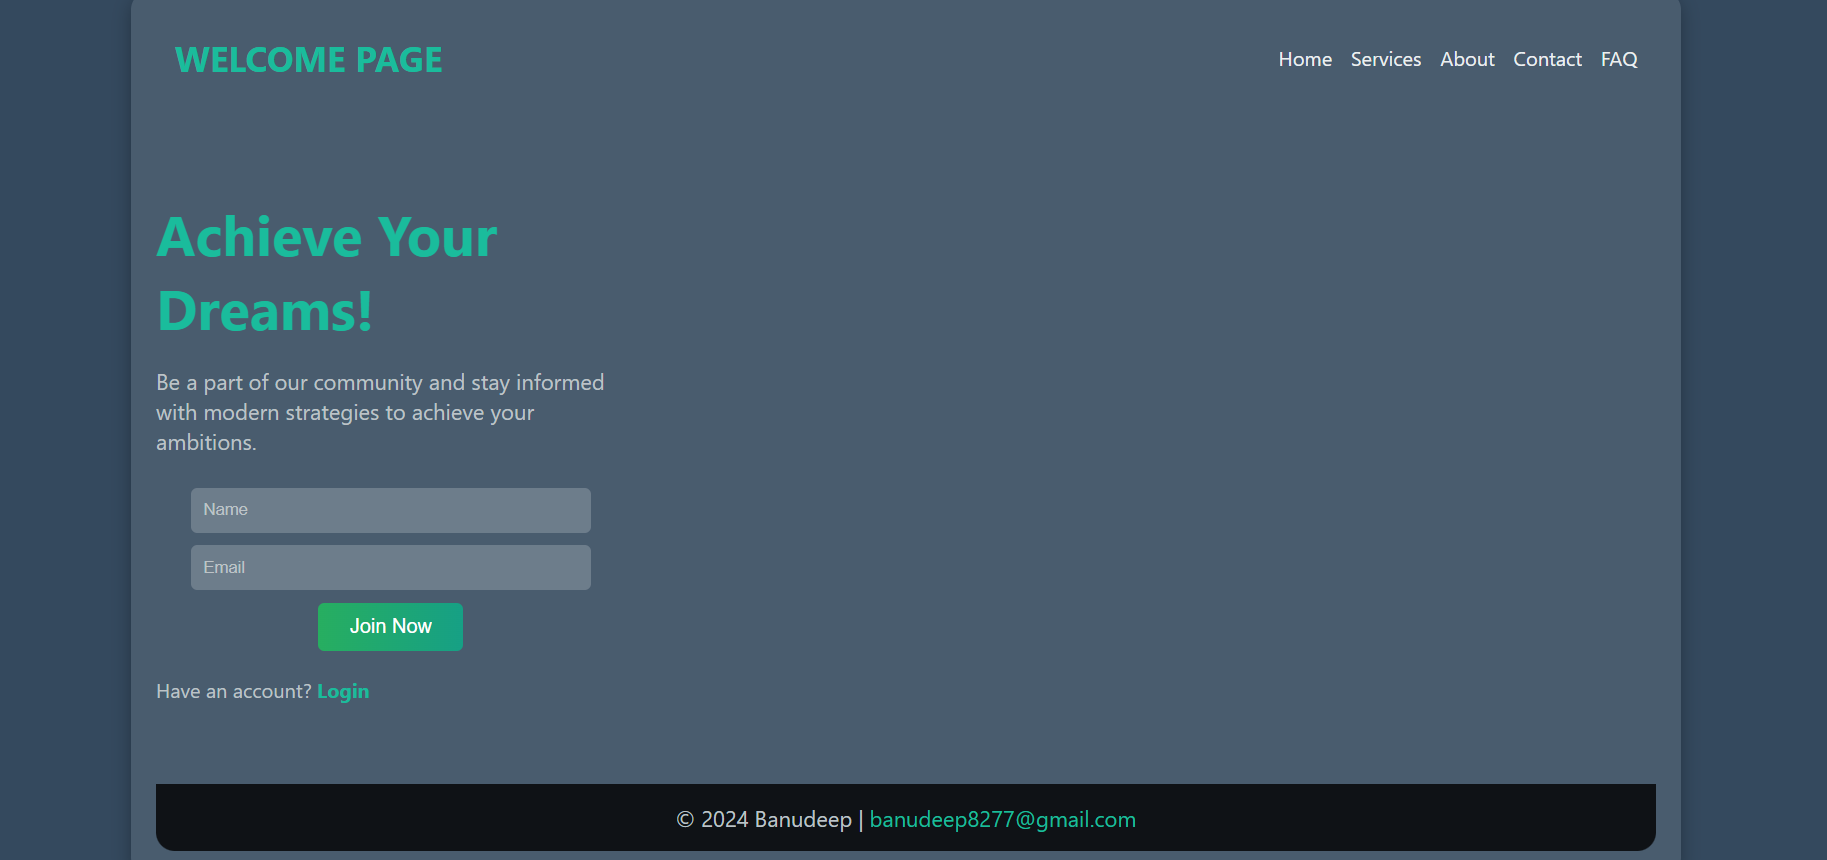 WELCOME PAGE
Home Services About Contact FAQ
Achieve Your
Dreams!
Be a part of our community and stay informed
with modern strategies to achieve your
ambitions.
Name
Email
Join Now
Have an account? Login
© 2024 Banudeep | banudeep8277@gmail.com